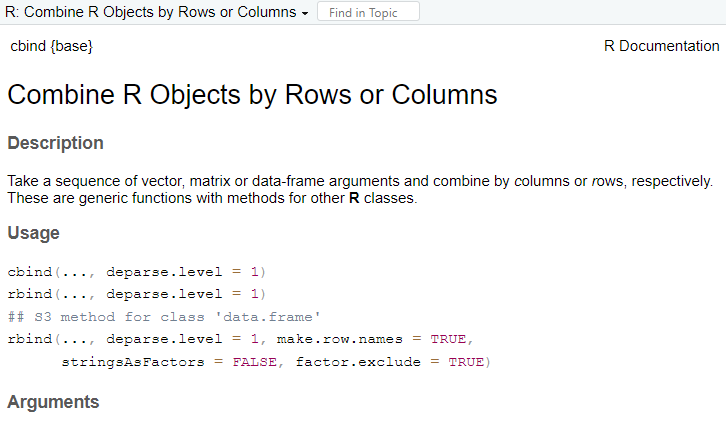 R: Combine R Objects by Rows or Columns
Find in Topic
cbind {base}
R Documentation
Combine R Objects by Rows or Columns
Description
Take a sequence of vector, matrix or data-frame arguments and combine by columns or rows, respectively.
These are generic functions with methods for other R classes.
Usage
cbind(..., deparse.level = 1)
rbind(..., deparse.level = 1)
## S3 method for class 'data.frame'
rbind(..., deparse.level = 1, make.row.names = TRUE,
      stringsAsFactors = FALSE, factor.exclude = TRUE)
Arguments